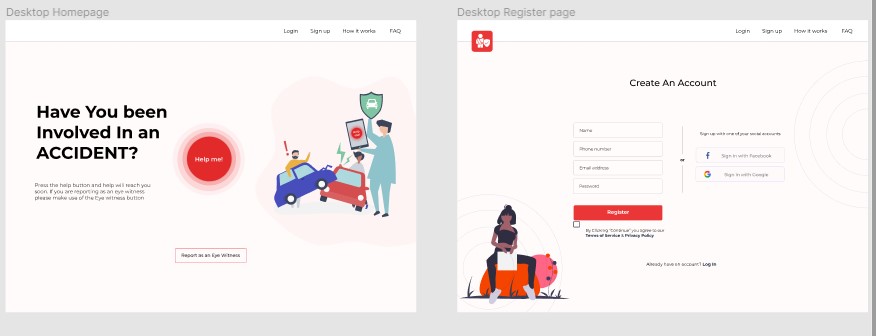 Desktop Homepage
Login Sign up How it works FAQ
Have You been
Involved In an
ACCIDENT?
Help me!
Press the help button and help will reach you
soon. If you are reporting as an eye witness
please make use of the Eye witness button
Report as an Eye Witness
Desktop Register page
Login Sign up How it works FAQ
Create An Account
Name
Phone number
Email address
Password
Register
By Clicking "Continue" you agree to our
Terms of Service & Privacy Policy
or
Sign up with one of your social accounts
Sign in with Facebook
Sign in with Google
Already have an account? Log In